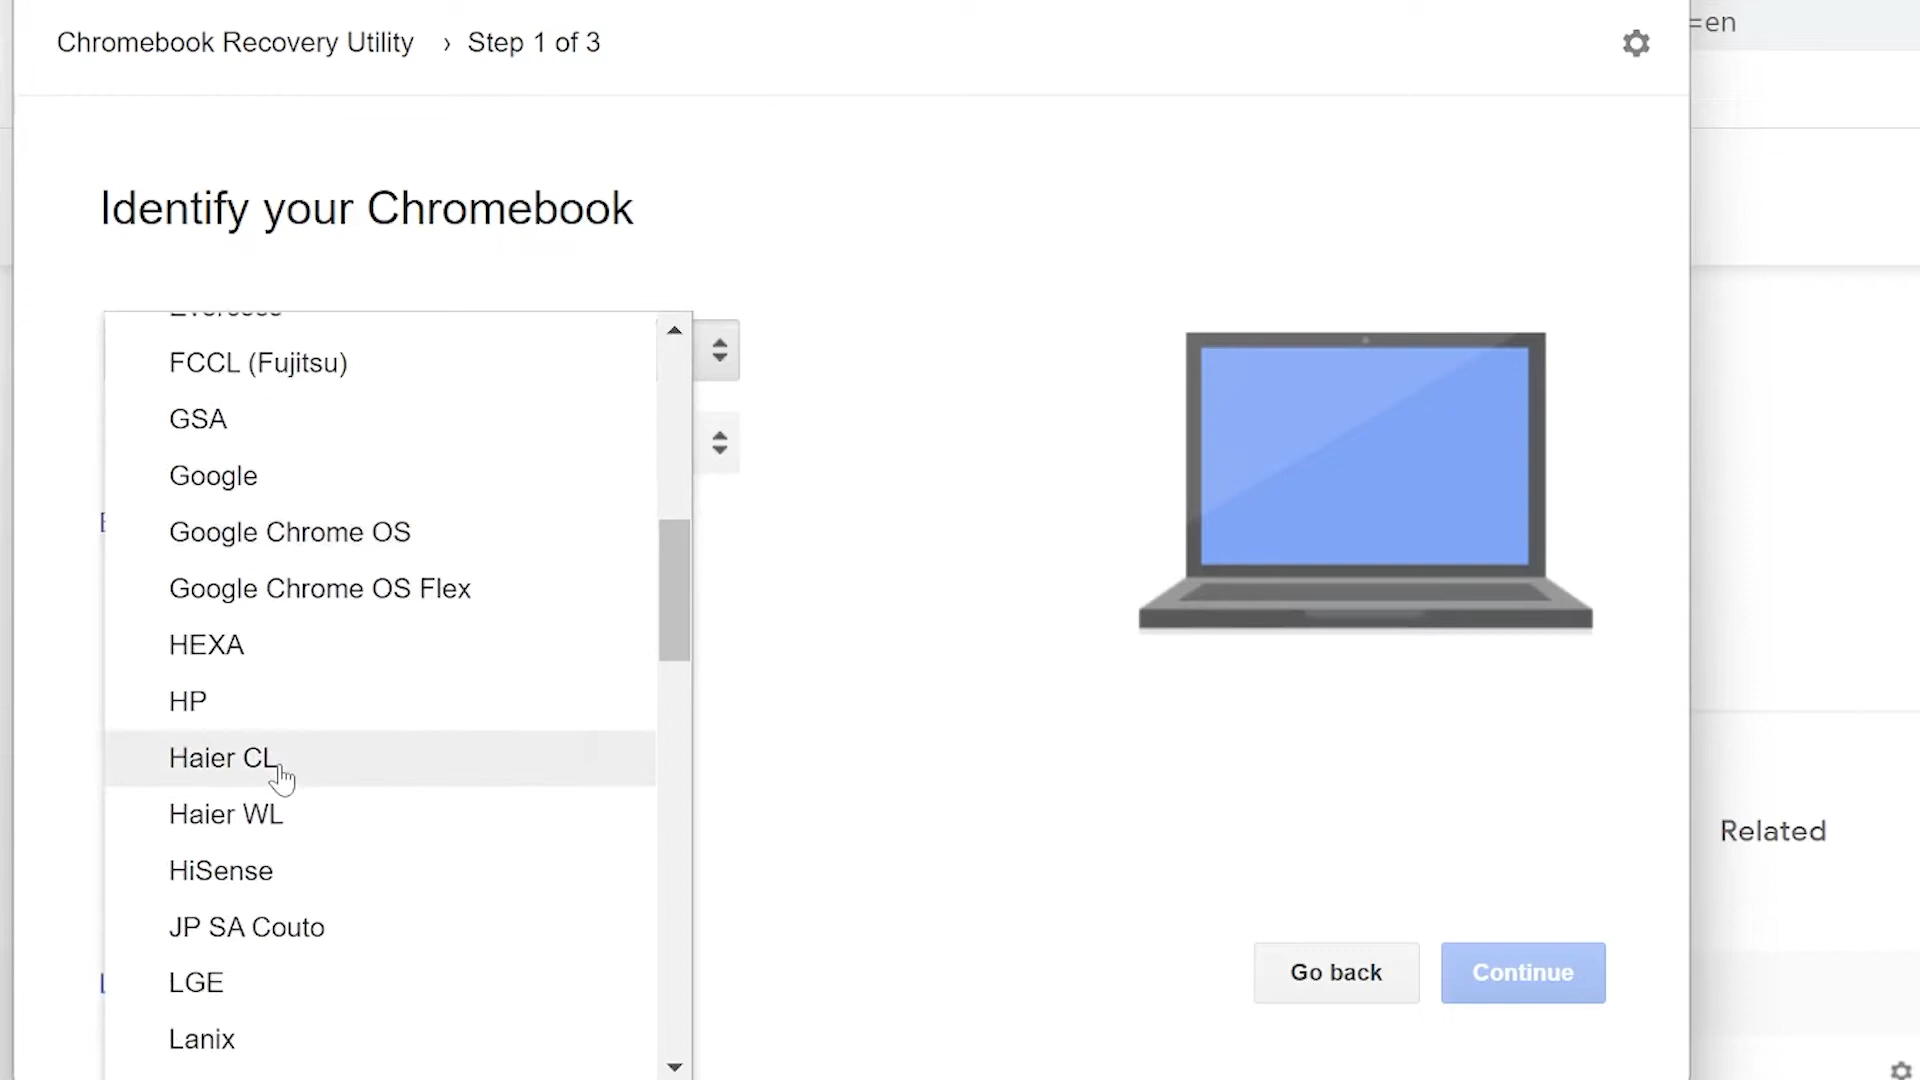 Chromebook Recovery Utility › Step 1 of 3
=en
Identify your Chromebook
FCCL (Fujitsu)
GSA
Google
Google Chrome OS
Google Chrome OS Flex
HEXA
HP
Haier CL
Haier WL
HiSense
JP SA Couto
LGE
Lanix
Related
Go back
Continue